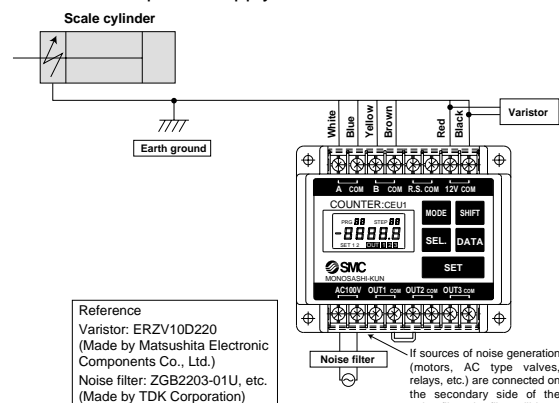 Scale cylinder
White
Blue
Yellow
Brown
Red
Black
Varistor
Earth ground
A COM B COM R.S. COM 12V COM
COUNTER:CEU1
PRG 88 STEP 88
-8888.8
SET 1 2 OUT 1 2 3
MODE SHIFT
SEL. DATA
SET
SMC
MONOSASHI-KUN
AC100V OUT1 COM OUT2 COM OUT3 COM
Noise filter
Reference
Varistor: ERZV10D220
(Made by Matsushita Electronic
Components Co., Ltd.)
Noise filter: ZGB2203-01U, etc.
(Made by TDK Corporation)
If sources of noise generation
(motors, AC type valves,
relays, etc.) are connected on
the secondary side of the